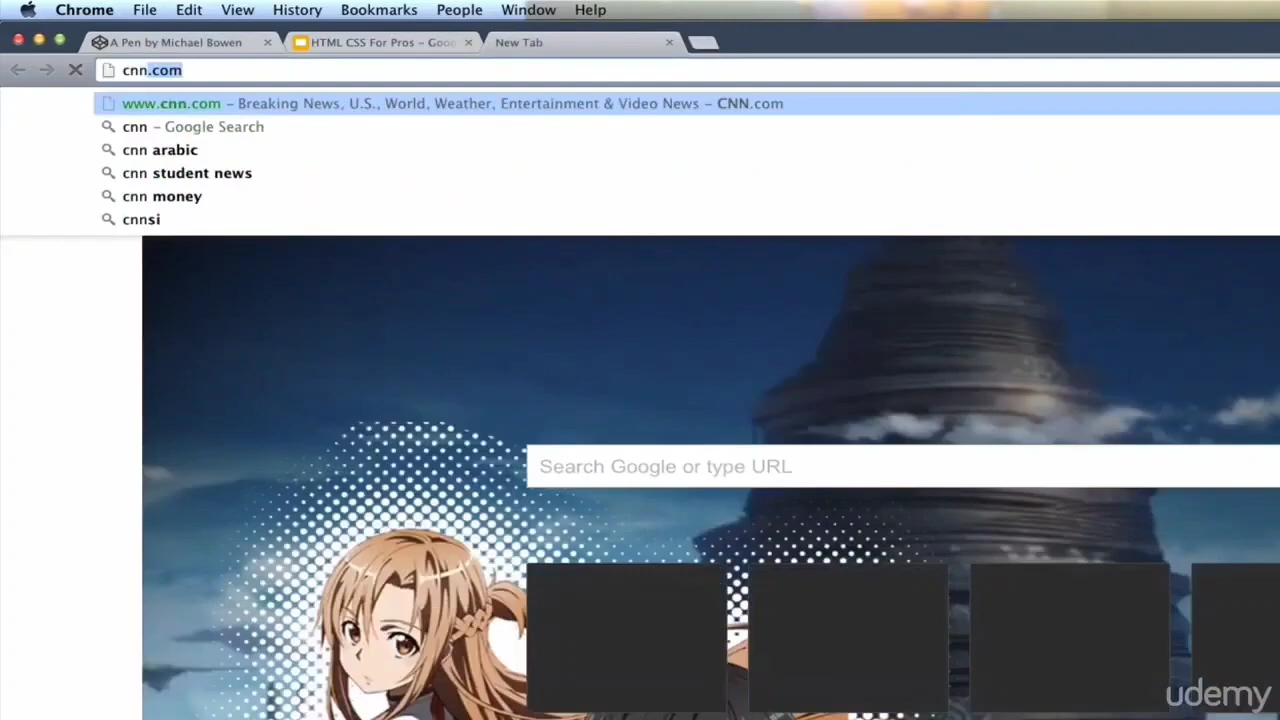 Chrome File Edit View History Bookmarks People Window Help
A Pen by Michael Bowen HTML CSS For Pros – Goo New Tab
cnn.com
www.cnn.com – Breaking News, U.S., World, Weather, Entertainment & Video News – CNN.com
cnn – Google Search
cnn arabic
cnn student news
cnn money
cnnsi
Search Google or type URL
udemy